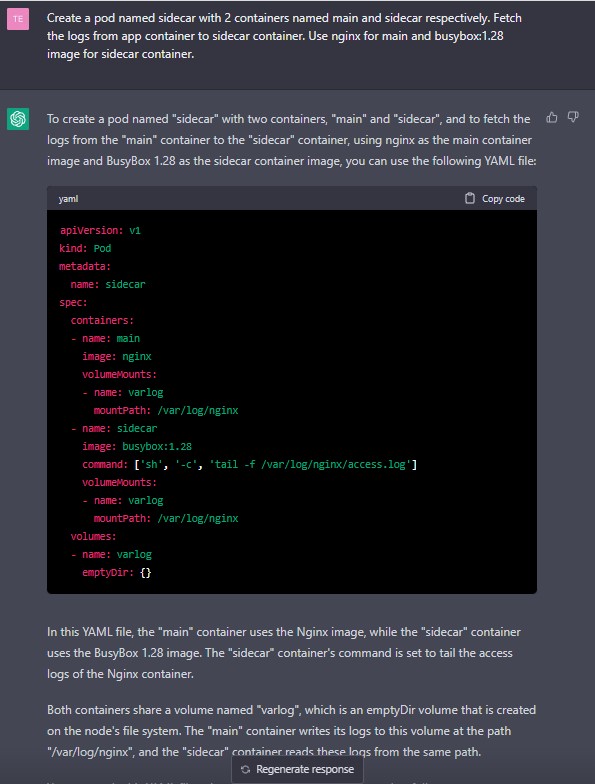 TE
Create a pod named sidecar with 2 containers named main and sidecar respectively. Fetch
the logs from app container to sidecar container. Use nginx for main and busybox:1.28
image for sidecar container.
To create a pod named "sidecar" with two containers, "main" and "sidecar", and to fetch the
logs from the "main" container to the "sidecar" container, using nginx as the main container
image and BusyBox 1.28 as the sidecar container image, you can use the following YAML file:
yaml
Copy code
apiVersion: v1
kind: Pod
metadata:
  name: sidecar
spec:
  containers:
  - name: main
    image: nginx
    volumeMounts:
    - name: varlog
      mountPath: /var/log/nginx
  - name: sidecar
    image: busybox:1.28
    command: ['sh', '-c', 'tail -f /var/log/nginx/access.log']
    volumeMounts:
    - name: varlog
      mountPath: /var/log/nginx
  volumes:
  - name: varlog
    emptyDir: {}
In this YAML file, the "main" container uses the Nginx image, while the "sidecar" container
uses the BusyBox 1.28 image. The "sidecar" container's command is set to tail the access
logs of the Nginx container.
Both containers share a volume named "varlog", which is an emptyDir volume that is created
on the node's file system. The "main" container writes its logs to this volume at the path
"/var/log/nginx", and the "sidecar" container reads these logs from the same path.
Regenerate response